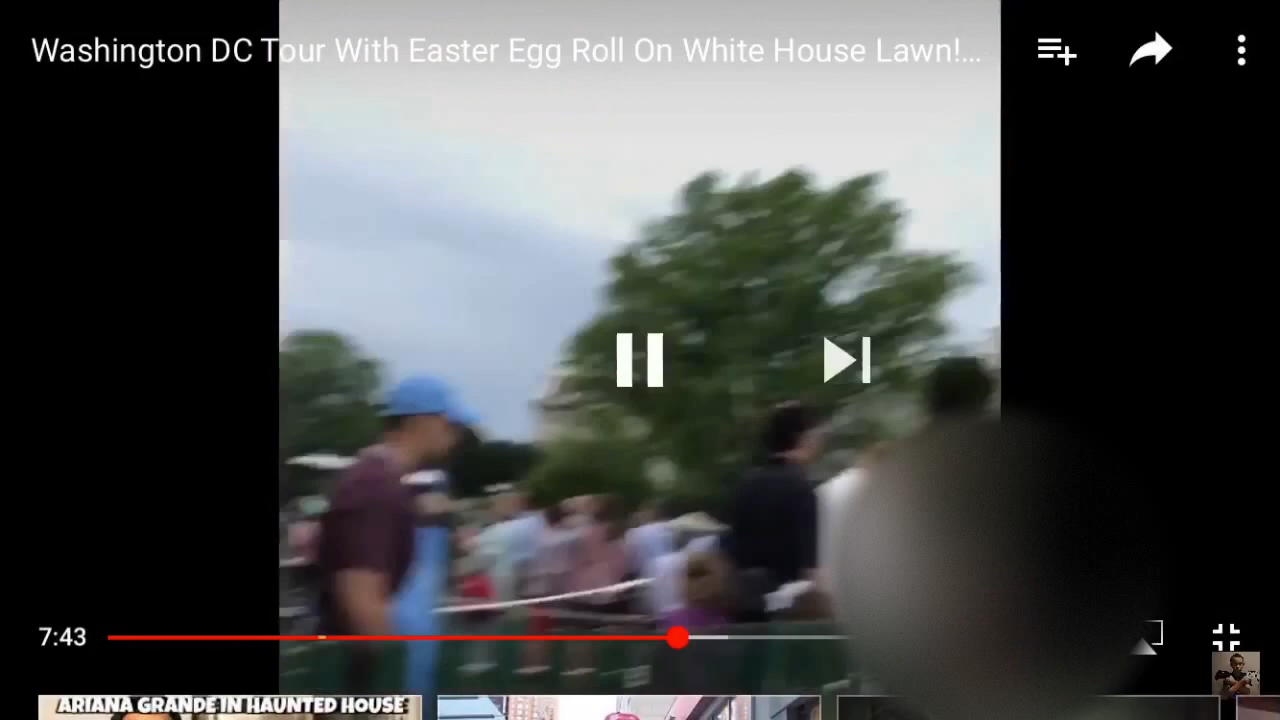 Washington DC Tour With Easter Egg Roll On White House Lawn!...
7:43
ARIANA GRANDE IN HAUNTED HOUSE